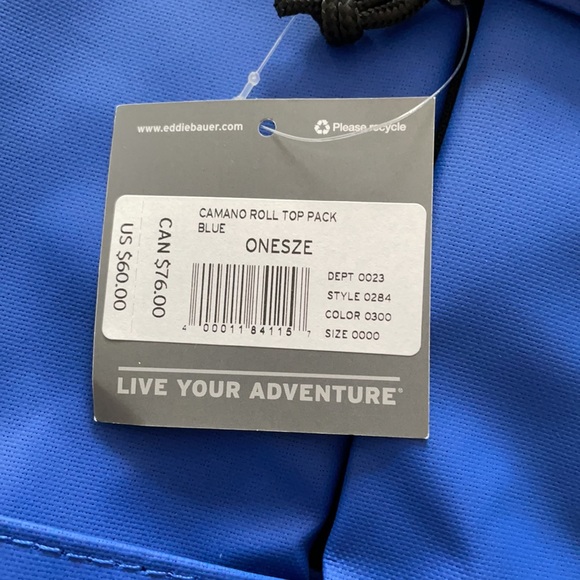 www.eddiebauer.com
Please recycle
US $60.00
CAN $76.00
CAMANO ROLL TOP PACK
BLUE
ONESZE
DEPT 0023
STYLE 0284
COLOR 0300
SIZE 0000
4 00011 84115 7
LIVE YOUR ADVENTURE®